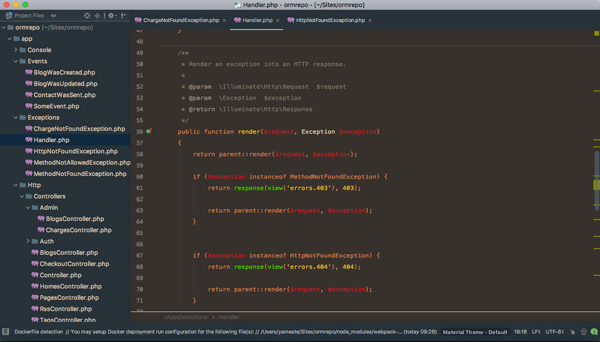 Handler.php - ormrepo - [~/Sites/ormrepo]
Project Files
ChargeNotFoundException.php
Handler.php
HttpNotFoundException.php
ormrepo (~/Sites/ormrepo)
app
Console
Events
BlogWasCreated.php
BlogWasUpdated.php
ContactWasSent.php
SomeEvent.php
Exceptions
ChargeNotFoundException.php
Handler.php
HttpNotFoundException.php
MethodNotAllowedException.php
MethodNotFoundException.php
Http
Controllers
Admin
BlogsController.php
ChargesController.php
Auth
BlogsController.php
CheckoutController.php
Controller.php
HomesController.php
PagesController.php
RssController.php
TagsController.php
47 }
48
49 /**
50 * Render an exception into an HTTP response.
51 *
52 * @param \Illuminate\Http\Request $request
53 * @param \Exception $exception
54 * @return \Illuminate\Http\Response
55 */
56 public function render($request, Exception $exception)
57 {
58 return parent::render($request, $exception);
59
60 if ($exception instanceof MethodNotFoundException) {
61 return response(view('errors.403'), 403);
62
63 return parent::render($request, $exception);
64 }
65
66
67 if ($exception instanceof HttpNotFoundException) {
68 return response(view('errors.404'), 404);
69
70 return parent::render($request, $exception);
71 }
72
73
\App\Exceptions › Handler
Dockerfile detection // You may setup Docker deployment run configuration for the following file(s): // /Users/yameste/Sites/ormrepo/node_modules/webpack-... (today 09:28) Material Theme - Default 19:18 LF÷ UTF-8÷